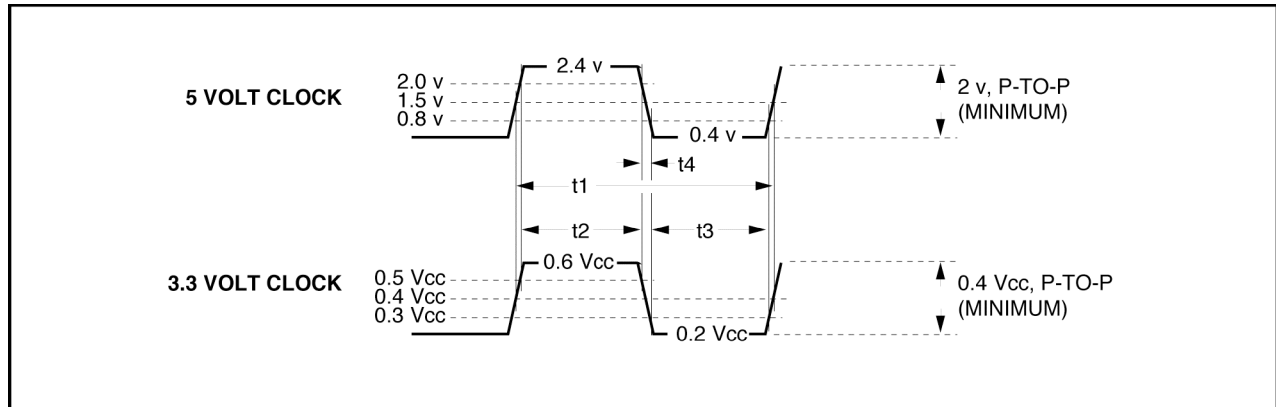 2.4 v
2.0 v
5 VOLT CLOCK
1.5 v
0.8 v
0.4 v
2 v, P-TO-P
(MINIMUM)
t4
t1
t2
t3
0.6 Vcc
3.3 VOLT CLOCK
0.5 Vcc
0.4 Vcc
0.3 Vcc
0.2 Vcc
0.4 Vcc, P-TO-P
(MINIMUM)